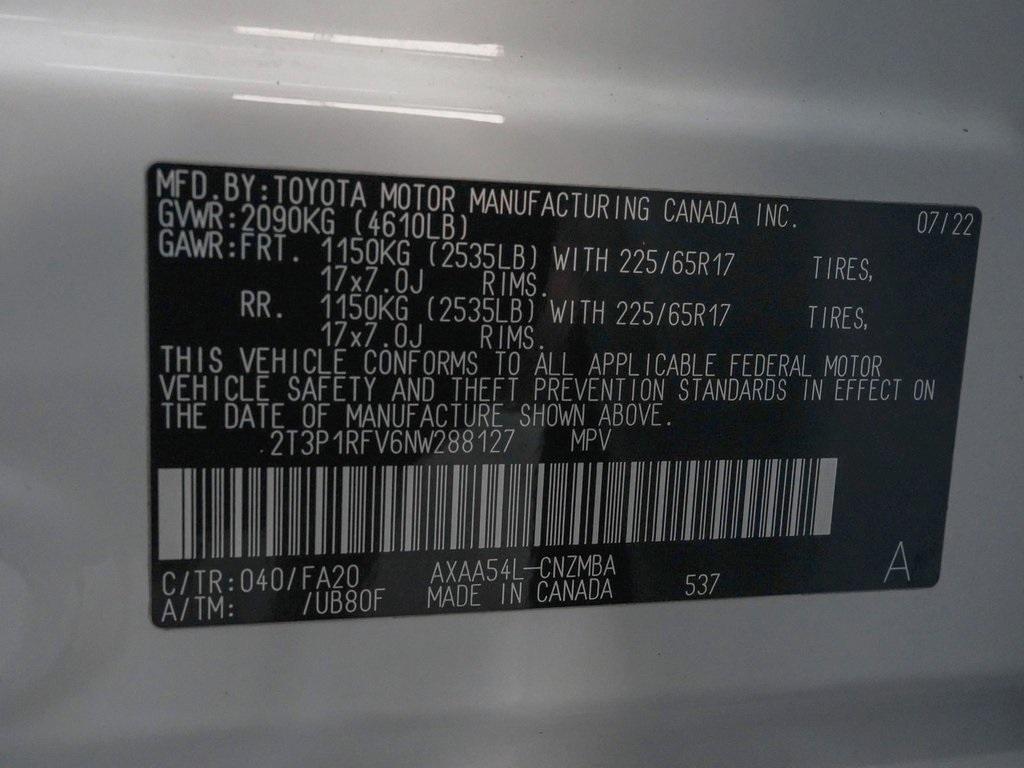 MFD.BY:TOYOTA MOTOR MANUFACTURING CANADA INC. 07/22
GVWR:2090KG (4610LB)
GAWR:FRT. 1150KG (2535LB) WITH 225/65R17 TIRES,
17x7.0J RIMS.
RR. 1150KG (2535LB) WITH 225/65R17 TIRES,
17x7.0J RIMS.
THIS VEHICLE CONFORMS TO ALL APPLICABLE FEDERAL MOTOR
VEHICLE SAFETY AND THEFT PREVENTION STANDARDS IN EFFECT ON
THE DATE OF MANUFACTURE SHOWN ABOVE.
2T3P1RFV6NW288127 MPV
C/TR:040/FA20 AXAA54L-CNZMBA
A/TM: /UB80F MADE IN CANADA 537 A